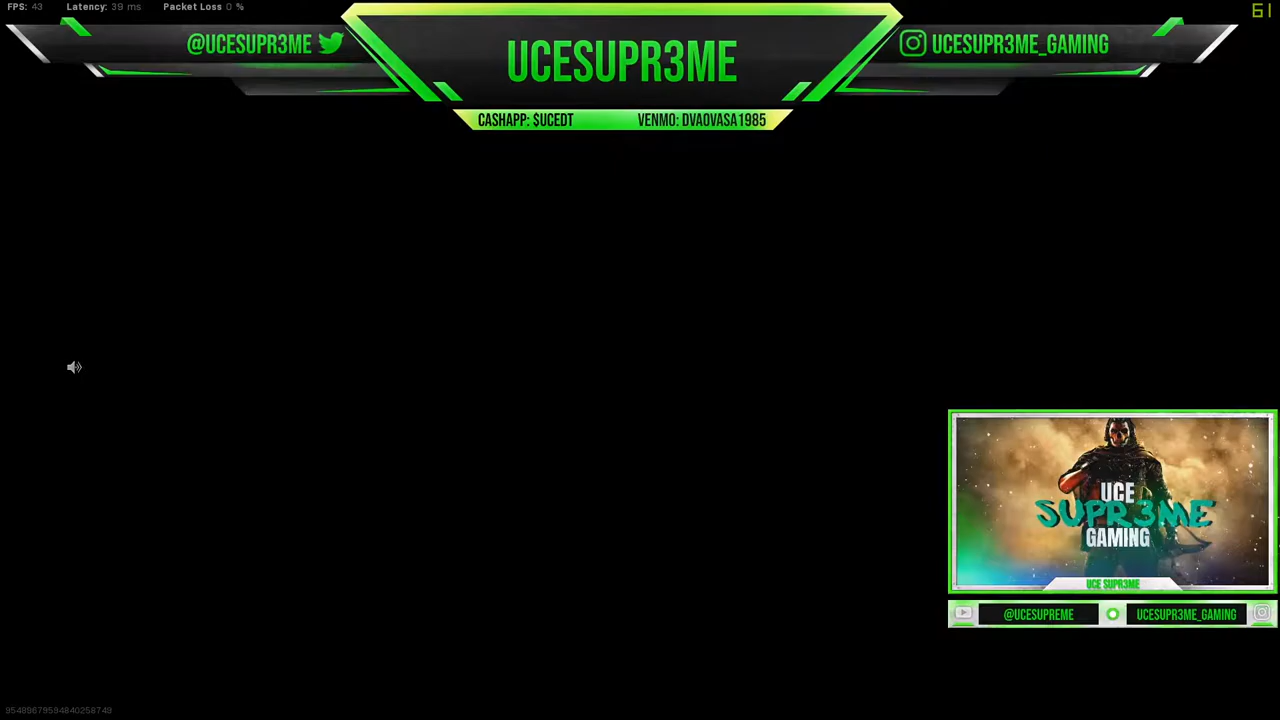 FPS: 43 Latency: 39 ms Packet Loss 0 %
61
@UCESUPR3ME
UCESUPR3ME
UCESUPR3ME_GAMING
CASHAPP: $UCEDT
VENMO: DVAOVASA1985
UCE
SUPR3ME
GAMING
UCE SUPR3ME
@UCESUPREME
UCESUPR3ME_GAMING